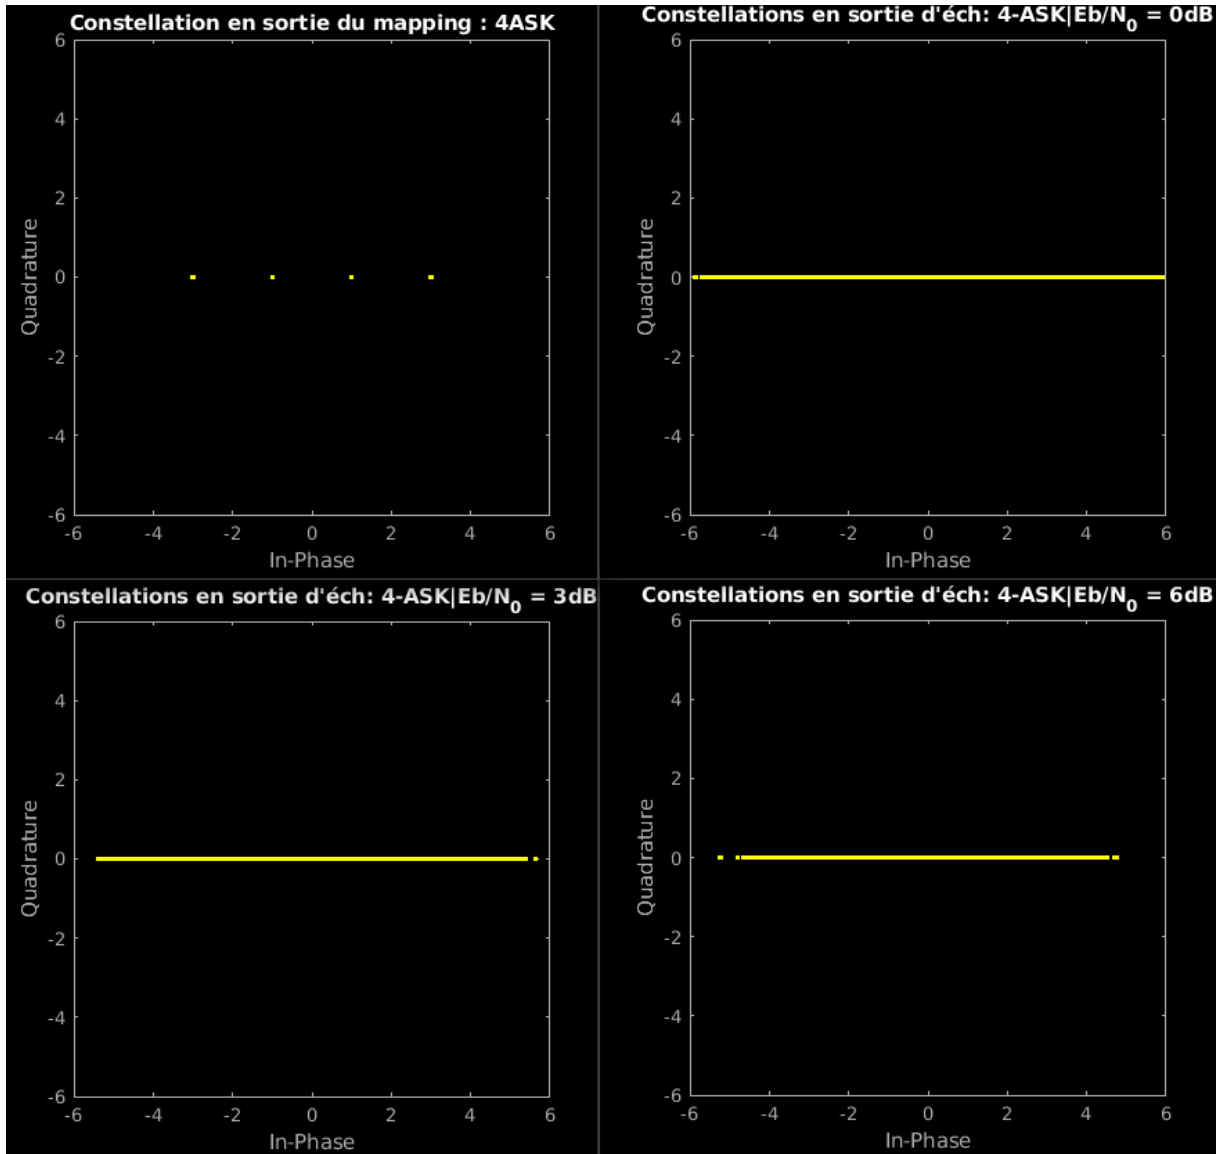 Constellation en sortie du mapping : 4ASK
6
4
2
0
-2
-4
-6
Quadrature
-6 -4 -2 0 2 4 6
In-Phase
Constellations en sortie d'éch: 4-ASK|Eb/N0 = 0dB
6
4
2
0
-2
-4
-6
Quadrature
-6 -4 -2 0 2 4 6
In-Phase
Constellations en sortie d'éch: 4-ASK|Eb/N0 = 3dB
6
4
2
0
-2
-4
-6
Quadrature
-6 -4 -2 0 2 4 6
In-Phase
Constellations en sortie d'éch: 4-ASK|Eb/N0 = 6dB
6
4
2
0
-2
-4
-6
Quadrature
-6 -4 -2 0 2 4 6
In-Phase